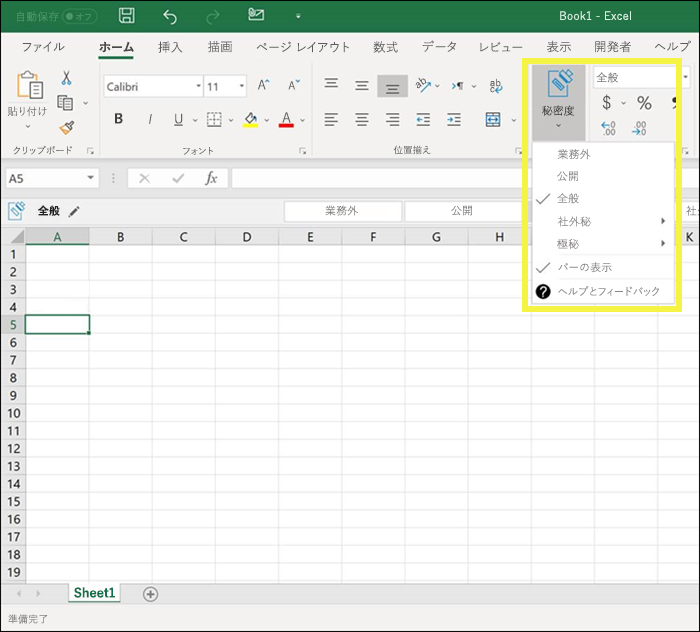 自動保存 オフ
Book1 - Excel
ファイル ホーム 挿入 描画 ページ レイアウト 数式 データ レビュー 表示 開発者 ヘルプ
貼り付け
Calibri 11
B I U A
クリップボード フォント 位置揃え
秘密度
全般
$ %
業務外
公開
全般
社外秘
極秘
バーの表示
ヘルプとフィードバック
A5 fx
全般 業務外 公開 社
A B C D E F G H K
1
2
3
4
5
6
7
8
9
10
11
12
13
14
15
16
17
18
19
Sheet1
準備完了